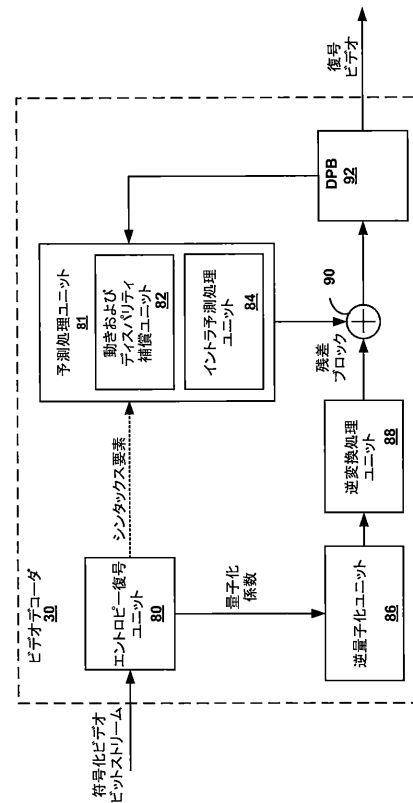 ビデオデコーダ
30
符号化ビデオ
ビットストリーム
エントロピー復号
ユニット
80
シンタックス要素
予測処理ユニット
81
動きおよび
ディスパリティ
補償ユニット
82
イントラ予測処理
ユニット
84
量子化
係数
逆量子化ユニット
86
逆変換処理
ユニット
88
残差
ブロック
90
DPB
92
復号
ビデオ